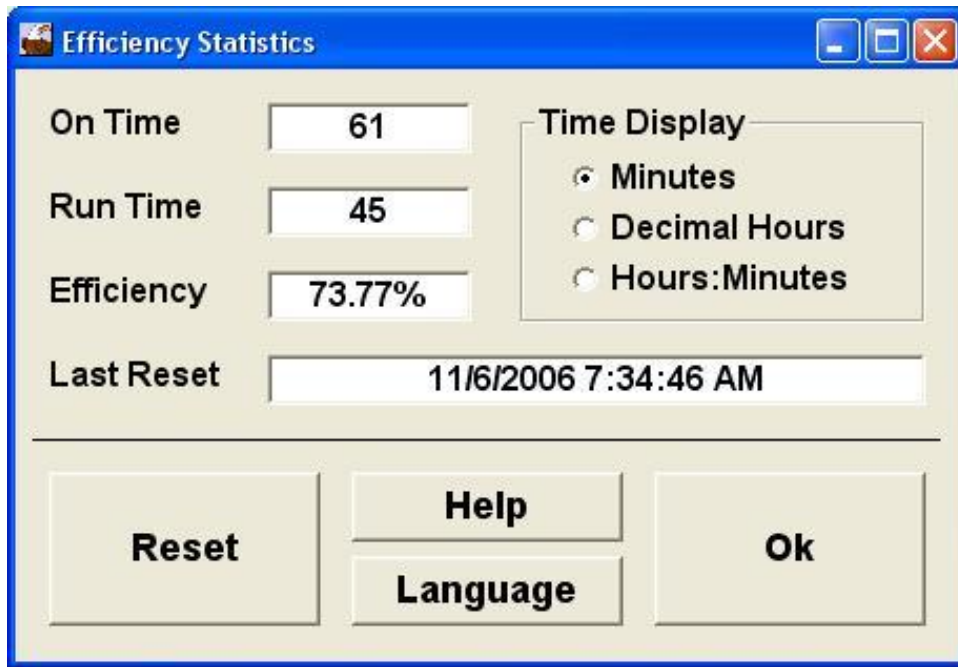 Efficiency Statistics
On Time 61
Run Time 45
Efficiency 73.77%
Last Reset 11/6/2006 7:34:46 AM
Time Display
Minutes
Decimal Hours
Hours:Minutes
Reset
Help
Language
Ok